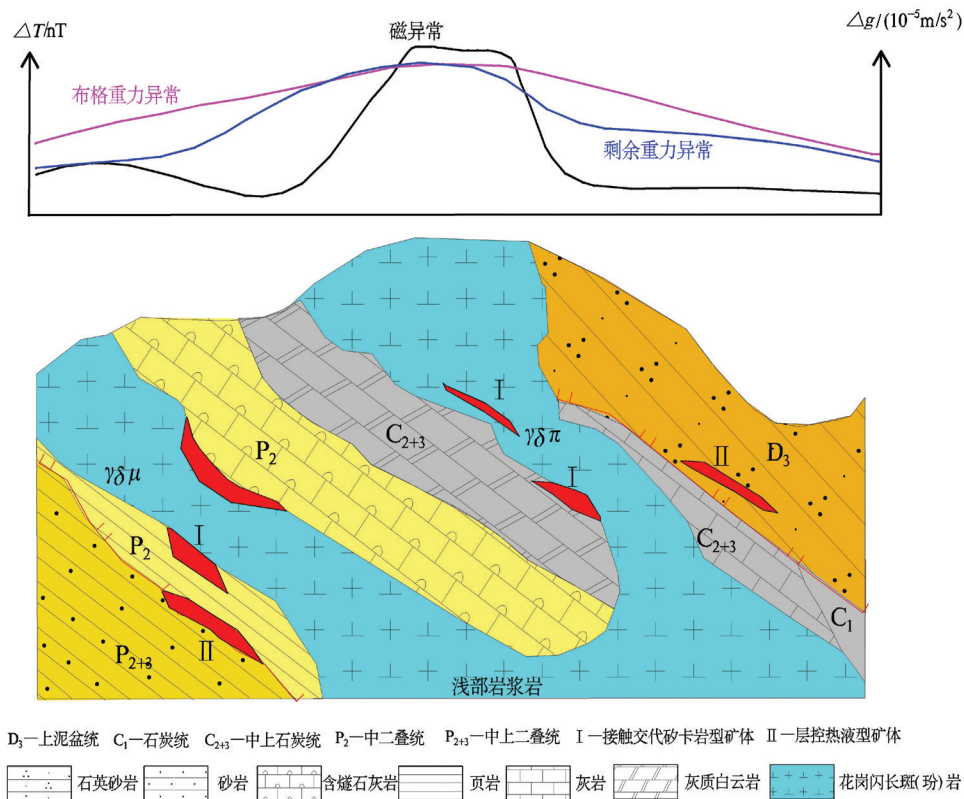 △T/nT
磁异常
△g/(10⁻⁵m/s²)
布格重力异常
剩余重力异常
Ⅰ
γδπ
C₂₊₃
P₂
D₃
Ⅱ
γδμ
Ⅰ
Ⅰ
P₂
C₂₊₃
C₁
P₂₊₃
Ⅱ
浅部岩浆岩
D₃—上泥盆统 C₁—石炭统 C₂₊₃—中上石炭统 P₂—中二叠统 P₂₊₃—中上二叠统 Ⅰ—接触交代矽卡岩型矿体 Ⅱ—层控热液型矿体
石英砂岩 砂岩 含燧石灰岩 页岩 灰岩 灰质白云岩 花岗闪长斑(玢)岩